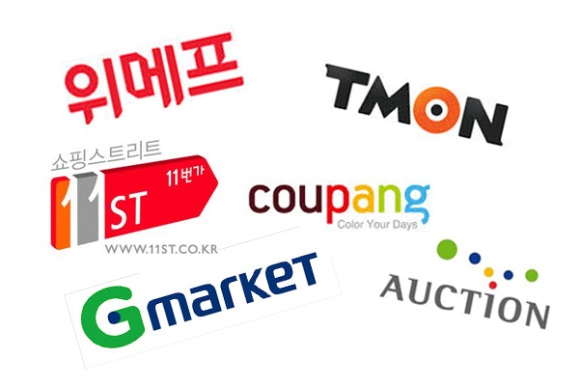 위메프
TMON
쇼핑스트리트
11ST 11번가
WWW.11ST.CO.KR
coupang
Color Your Days
Gmarket
AUCTION